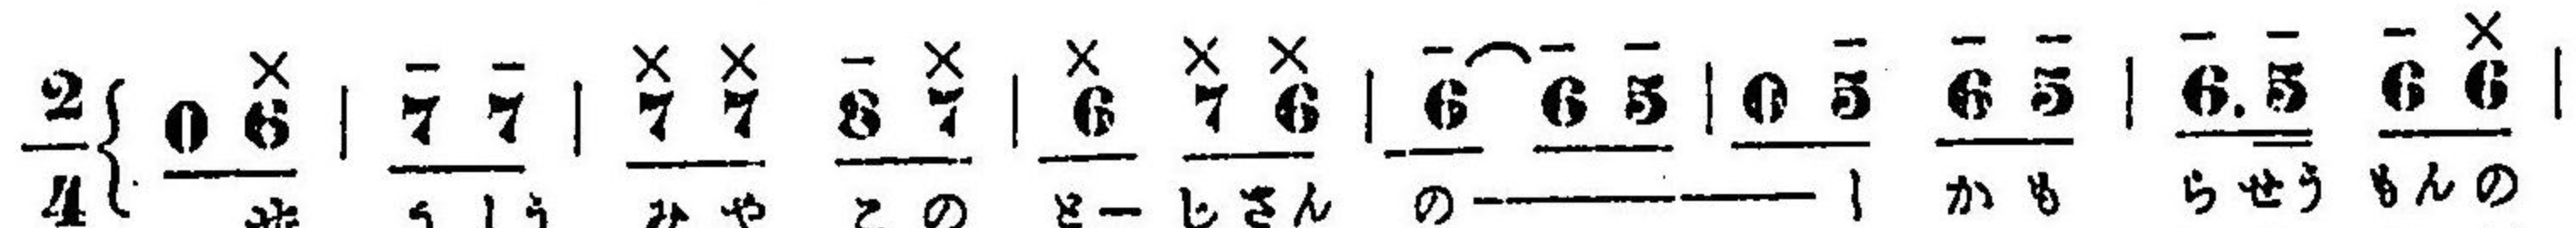 2/4 { 0 6 | 7 7 | 7 7 8 7 | 6 7 6 | 6 6 5 | 0 5 6 5 | 6. 5 6 6 |
うしう みや この とーじさん の――し かも らせう もんの